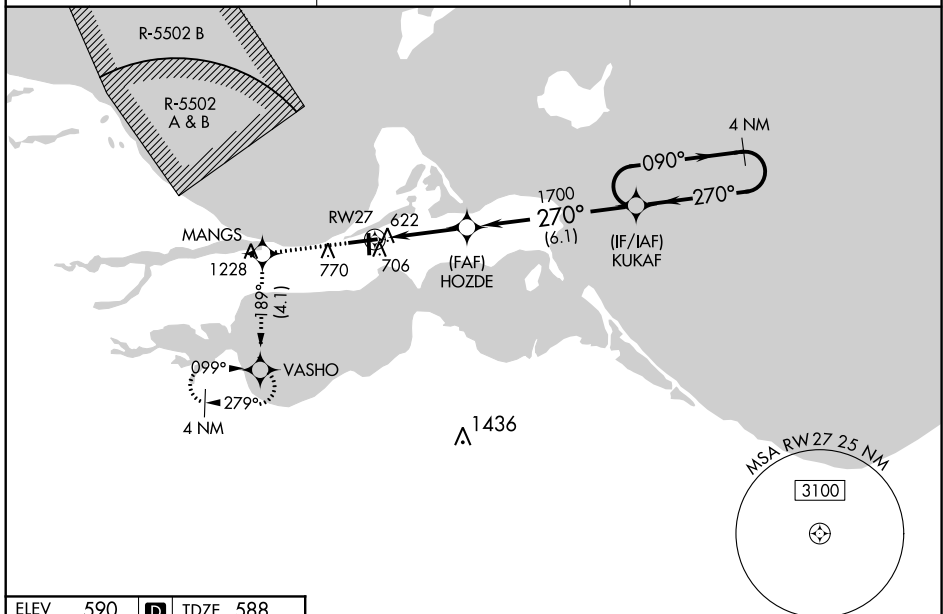 R-5502 B
R-5502
A & B
4 NM
090°
270°
1700
270°
(6.1)
(IF/IAF)
KUKAF
RW27
622
MANGS
1228
770
706
(FAF)
HOZDE
189°
(4.1)
099°
VASHO
279°
4 NM
1436
MSA RW27 25 NM
3100
ELEV 590 D TDZE 588